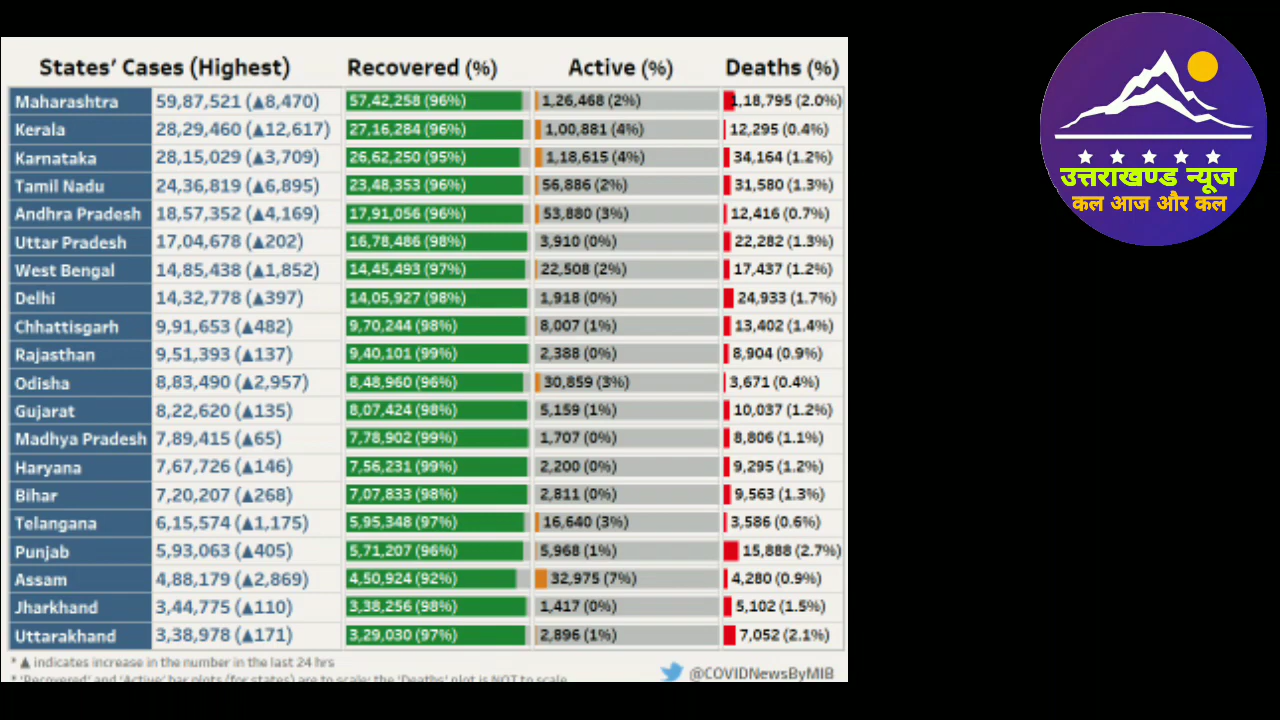 States' Cases (Highest) Recovered (%) Active (%) Deaths (%)
Maharashtra 59,87,521 (▲8,470) 57,42,258 (96%) 1,26,468 (2%) 1,18,795 (2.0%)
Kerala 28,29,460 (▲12,617) 27,16,284 (96%) 1,00,881 (4%) 12,295 (0.4%)
Karnataka 28,15,029 (▲3,709) 26,62,250 (95%) 1,18,615 (4%) 34,164 (1.2%)
Tamil Nadu 24,36,819 (▲6,895) 23,48,353 (96%) 56,886 (2%) 31,580 (1.3%)
Andhra Pradesh 18,57,352 (▲4,169) 17,91,056 (96%) 53,880 (3%) 12,416 (0.7%)
Uttar Pradesh 17,04,678 (▲202) 16,78,486 (98%) 3,910 (0%) 22,282 (1.3%)
West Bengal 14,85,438 (▲1,852) 14,45,493 (97%) 22,508 (2%) 17,437 (1.2%)
Delhi 14,32,778 (▲397) 14,05,927 (98%) 1,918 (0%) 24,933 (1.7%)
Chhattisgarh 9,91,653 (▲482) 9,70,244 (98%) 8,007 (1%) 13,402 (1.4%)
Rajasthan 9,51,393 (▲137) 9,40,101 (99%) 2,388 (0%) 8,904 (0.9%)
Odisha 8,83,490 (▲2,957) 8,48,960 (96%) 30,859 (3%) 3,671 (0.4%)
Gujarat 8,22,620 (▲135) 8,07,424 (98%) 5,159 (1%) 10,037 (1.2%)
Madhya Pradesh 7,89,415 (▲65) 7,78,902 (99%) 1,707 (0%) 8,806 (1.1%)
Haryana 7,67,726 (▲146) 7,56,231 (99%) 2,200 (0%) 9,295 (1.2%)
Bihar 7,20,207 (▲268) 7,07,833 (98%) 2,811 (0%) 9,563 (1.3%)
Telangana 6,15,574 (▲1,175) 5,95,348 (97%) 16,640 (3%) 3,586 (0.6%)
Punjab 5,93,063 (▲405) 5,71,207 (96%) 5,968 (1%) 15,888 (2.7%)
Assam 4,88,179 (▲2,869) 4,50,924 (92%) 32,975 (7%) 4,280 (0.9%)
Jharkhand 3,44,775 (▲110) 3,38,256 (98%) 1,417 (0%) 5,102 (1.5%)
Uttarakhand 3,38,978 (▲171) 3,29,030 (97%) 2,896 (1%) 7,052 (2.1%)
* ▲ indicates increase in the number in the last 24 hrs
@COVIDNewsByMIB
* 'Recovered' and 'Active' bar plots (for states) are to scale; the 'Deaths' plot is NOT to scale
उत्तराखण्ड न्यूज
कल आज और कल